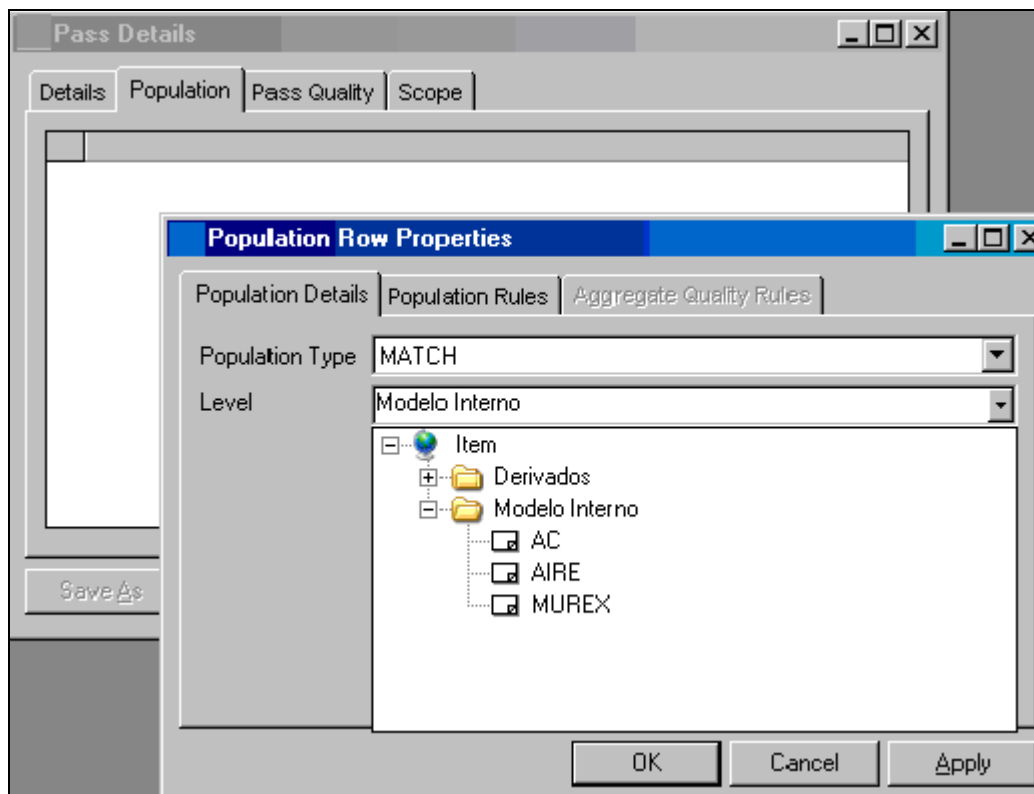 Pass Details
Details Population Pass Quality Scope
Population Row Properties
Population Details Population Rules Aggregate Quality Rules
Population Type MATCH
Level Modelo Interno
Item
Derivados
Modelo Interno
AC
AIRE
MUREX
Save As
OK Cancel Apply